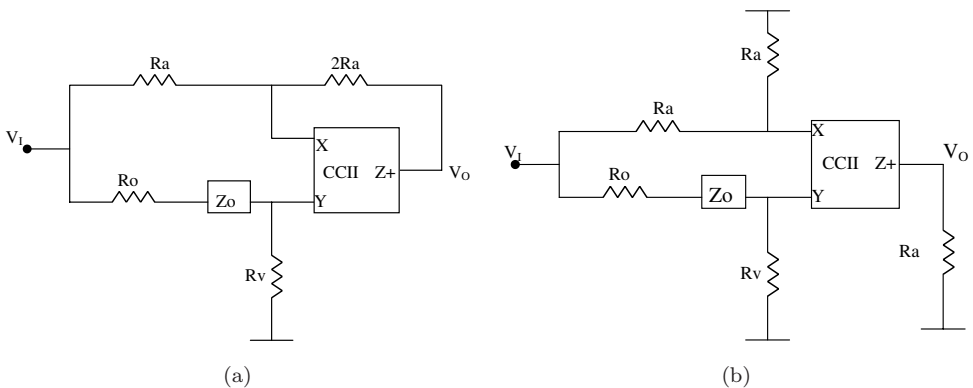 Ra
2Ra
V_I
X
CCII
Z+
V_O
Ro
Zo
Y
Rv
(a)
Ra
Ra
X
V_I
CCII
Z+
V_O
Ro
Zo
Y
Ra
Rv
(b)